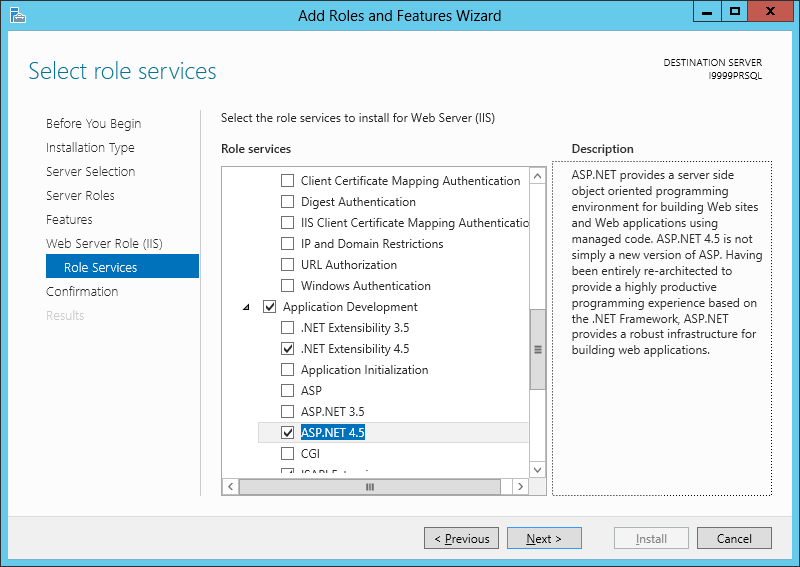 Add Roles and Features Wizard
Select role services
DESTINATION SERVER
I9999PRSQL
Before You Begin
Installation Type
Server Selection
Server Roles
Features
Web Server Role (IIS)
Role Services
Confirmation
Results
Select the role services to install for Web Server (IIS)
Role services
Client Certificate Mapping Authentication
Digest Authentication
IIS Client Certificate Mapping Authenticatio
IP and Domain Restrictions
URL Authorization
Windows Authentication
Application Development
.NET Extensibility 3.5
.NET Extensibility 4.5
Application Initialization
ASP
ASP.NET 3.5
ASP.NET 4.5
CGI
Description
ASP.NET provides a server side
object oriented programming
environment for building Web sites
and Web applications using
managed code. ASP.NET 4.5 is not
simply a new version of ASP. Having
been entirely re-architected to
provide a highly productive
programming experience based on
the .NET Framework, ASP.NET
provides a robust infrastructure for
building web applications.
< Previous
Next >
Install
Cancel